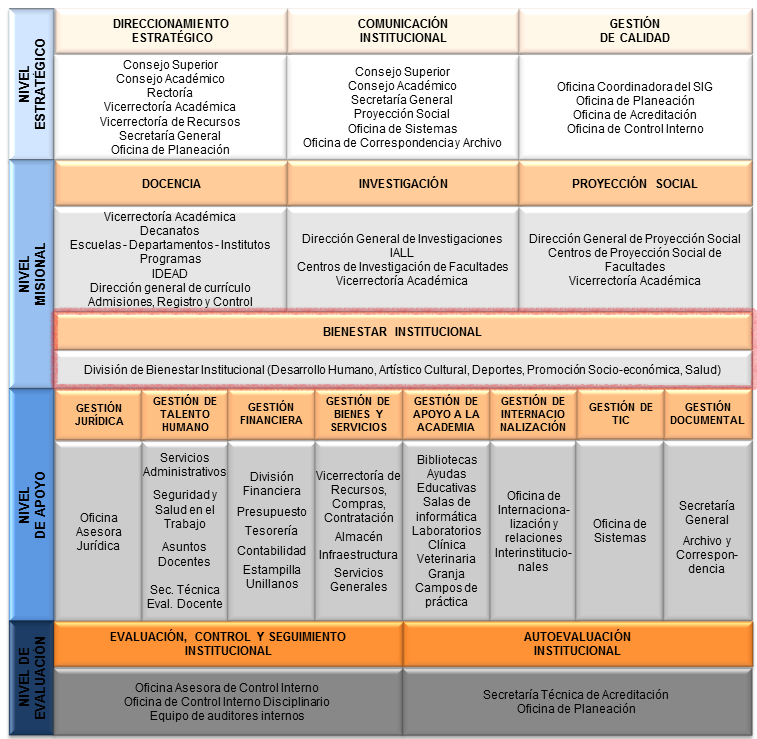 NIVEL
ESTRATÉGICO
DIRECCIONAMIENTO
ESTRATÉGICO
Consejo Superior
Consejo Académico
Rectoría
Vicerrectoría Académica
Vicerrectoría de Recursos
Secretaría General
Oficina de Planeación
COMUNICACIÓN
INSTITUCIONAL
Consejo Superior
Consejo Académico
Secretaría General
Proyección Social
Oficina de Sistemas
Oficina de Correspondencia y Archivo
GESTIÓN
DE CALIDAD
Oficina Coordinadora del SIG
Oficina de Planeación
Oficina de Acreditación
Oficina de Control Interno
NIVEL
MISIONAL
DOCENCIA
Vicerrectoría Académica
Decanatos
Escuelas - Departamentos - Institutos
Programas
IDEAD
Dirección general de currículo
Admisiones, Registro y Control
INVESTIGACIÓN
Dirección General de Investigaciones
IALL
Centros de Investigación de Facultades
Vicerrectoría Académica
PROYECCIÓN SOCIAL
Dirección General de Proyección Social
Centros de Proyección Social de
Facultades
Vicerrectoría Académica
BIENESTAR INSTITUCIONAL
División de Bienestar Institucional (Desarrollo Humano, Artístico Cultural, Deportes, Promoción Socio-económica, Salud)
NIVEL
DE APOYO
GESTIÓN
JURÍDICA
Oficina
Asesora
Jurídica
GESTIÓN DE
TALENTO
HUMANO
Servicios
Administrativos
Seguridad y
Salud en el
Trabajo
Asuntos
Docentes
Sec. Técnica
Eval. Docente
GESTIÓN
FINANCIERA
División
Financiera
Presupuesto
Tesorería
Contabilidad
Estampilla
Unillanos
GESTIÓN DE
BIENES Y
SERVICIOS
Vicerrectoría de
Recursos,
Compras,
Contratación
Almacén
Infraestructura
Servicios
Generales
GESTIÓN DE
APOYO A LA
ACADEMIA
Bibliotecas
Ayudas
Educativas
Salas de
informática
Laboratorios
Clínica
Veterinaria
Granja
Campos de
práctica
GESTIÓN DE
INTERNACIO
NALIZACIÓN
Oficina de
Internaciona-
lización y
relaciones
Interinstitucio-
nales
GESTIÓN DE
TIC
Oficina de
Sistemas
GESTIÓN
DOCUMENTAL
Secretaría
General
Archivo y
Correspon-
dencia
NIVEL DE
EVALUACIÓN
EVALUACIÓN, CONTROL Y SEGUIMIENTO
INSTITUCIONAL
Oficina Asesora de Control Interno
Oficina de Control Interno Disciplinario
Equipo de auditores internos
AUTOEVALUACIÓN
INSTITUCIONAL
Secretaría Técnica de Acreditación
Oficina de Planeación